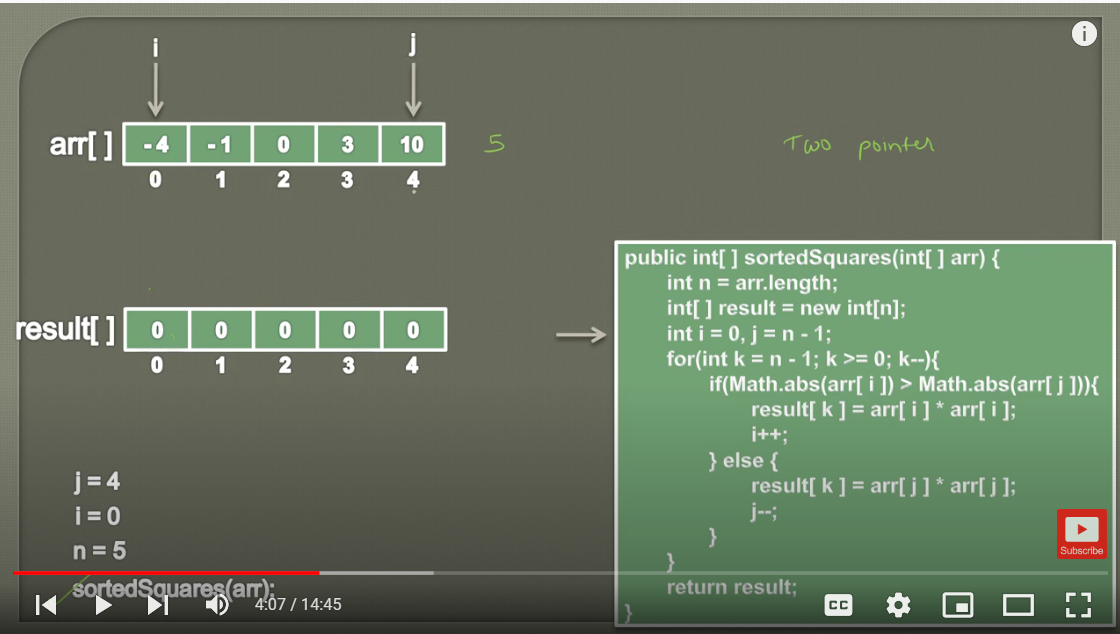 i j
arr[ ] - 4 - 1 0 3 10 5 Two pointer
0 1 2 3 4
result[ ] 0 0 0 0 0
0 1 2 3 4
j = 4
i = 0
n = 5
sortedSquares(arr);
public int[ ] sortedSquares(int[ ] arr) {
int n = arr.length;
int[ ] result = new int[n];
int i = 0, j = n - 1;
for(int k = n - 1; k >= 0; k--){
if(Math.abs(arr[ i ]) > Math.abs(arr[ j ])){
result[ k ] = arr[ i ] * arr[ i ];
i++;
} else {
result[ k ] = arr[ j ] * arr[ j ];
j--;
}
}
return result;
}
Subscribe
4:07 / 14:45
CC
i